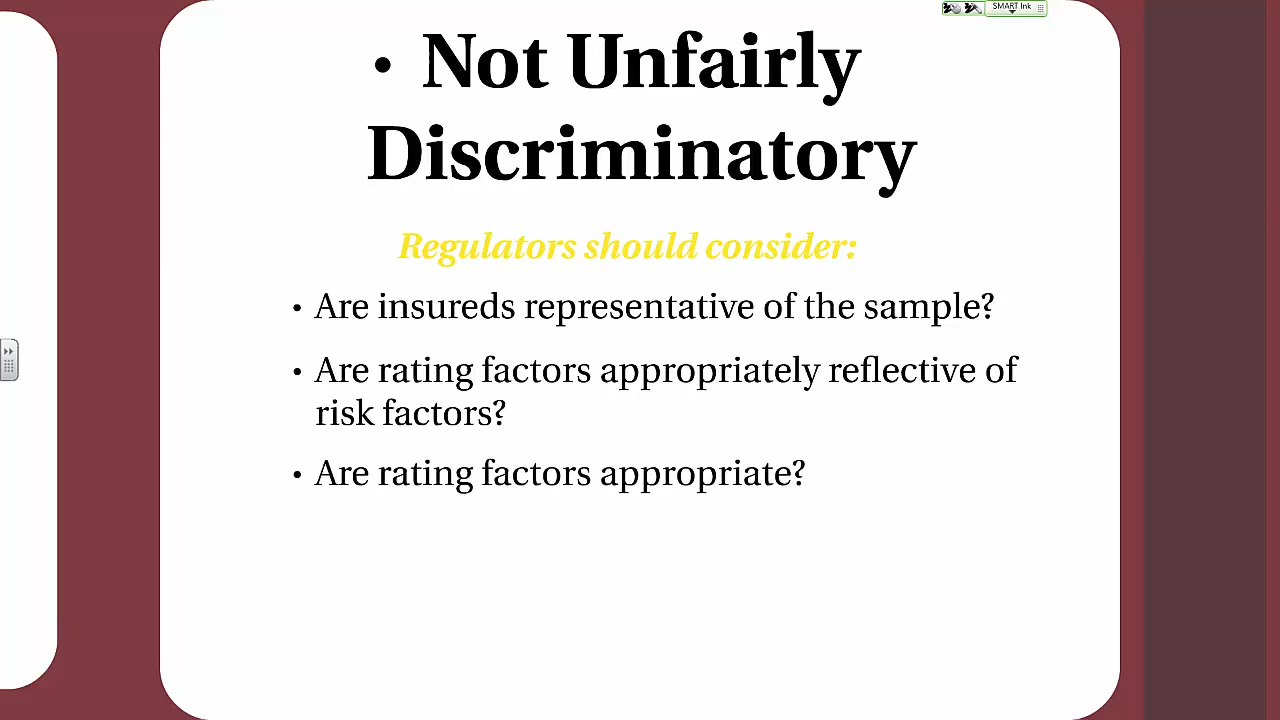 SMART Ink
• Not Unfairly
Discriminatory
Regulators should consider:
• Are insureds representative of the sample?
• Are rating factors appropriately reflective of
risk factors?
• Are rating factors appropriate?